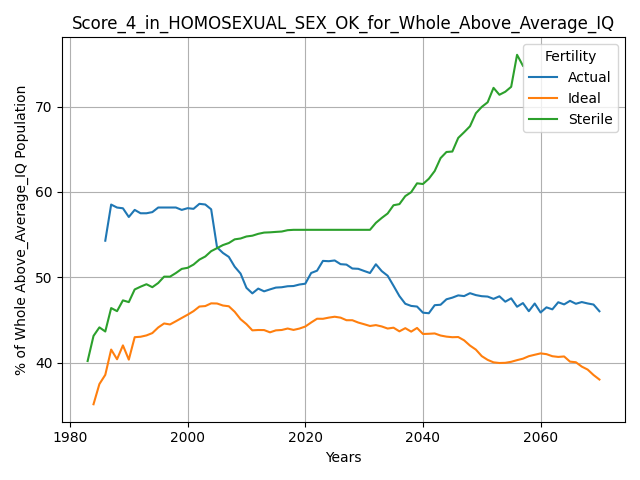 Score_4_in_HOMOSEXUAL_SEX_OK_for_Whole_Above_Average_IQ
Fertility
Actual
Ideal
Sterile
% of Whole Above_Average_IQ Population
70
60
50
40
1980
2000
2020
2040
2060
Years